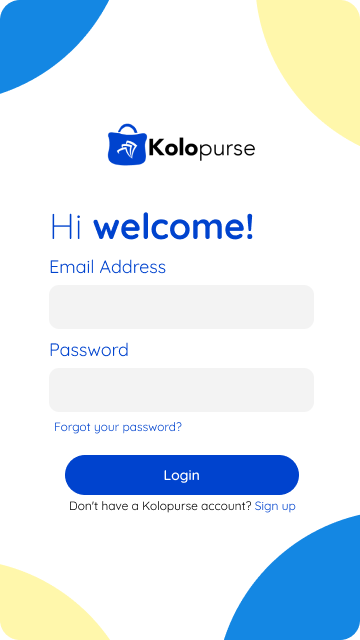 Kolopurse
Hi welcome!
Email Address
Password
Forgot your password?
Login
Don't have a Kolopurse account? Sign up